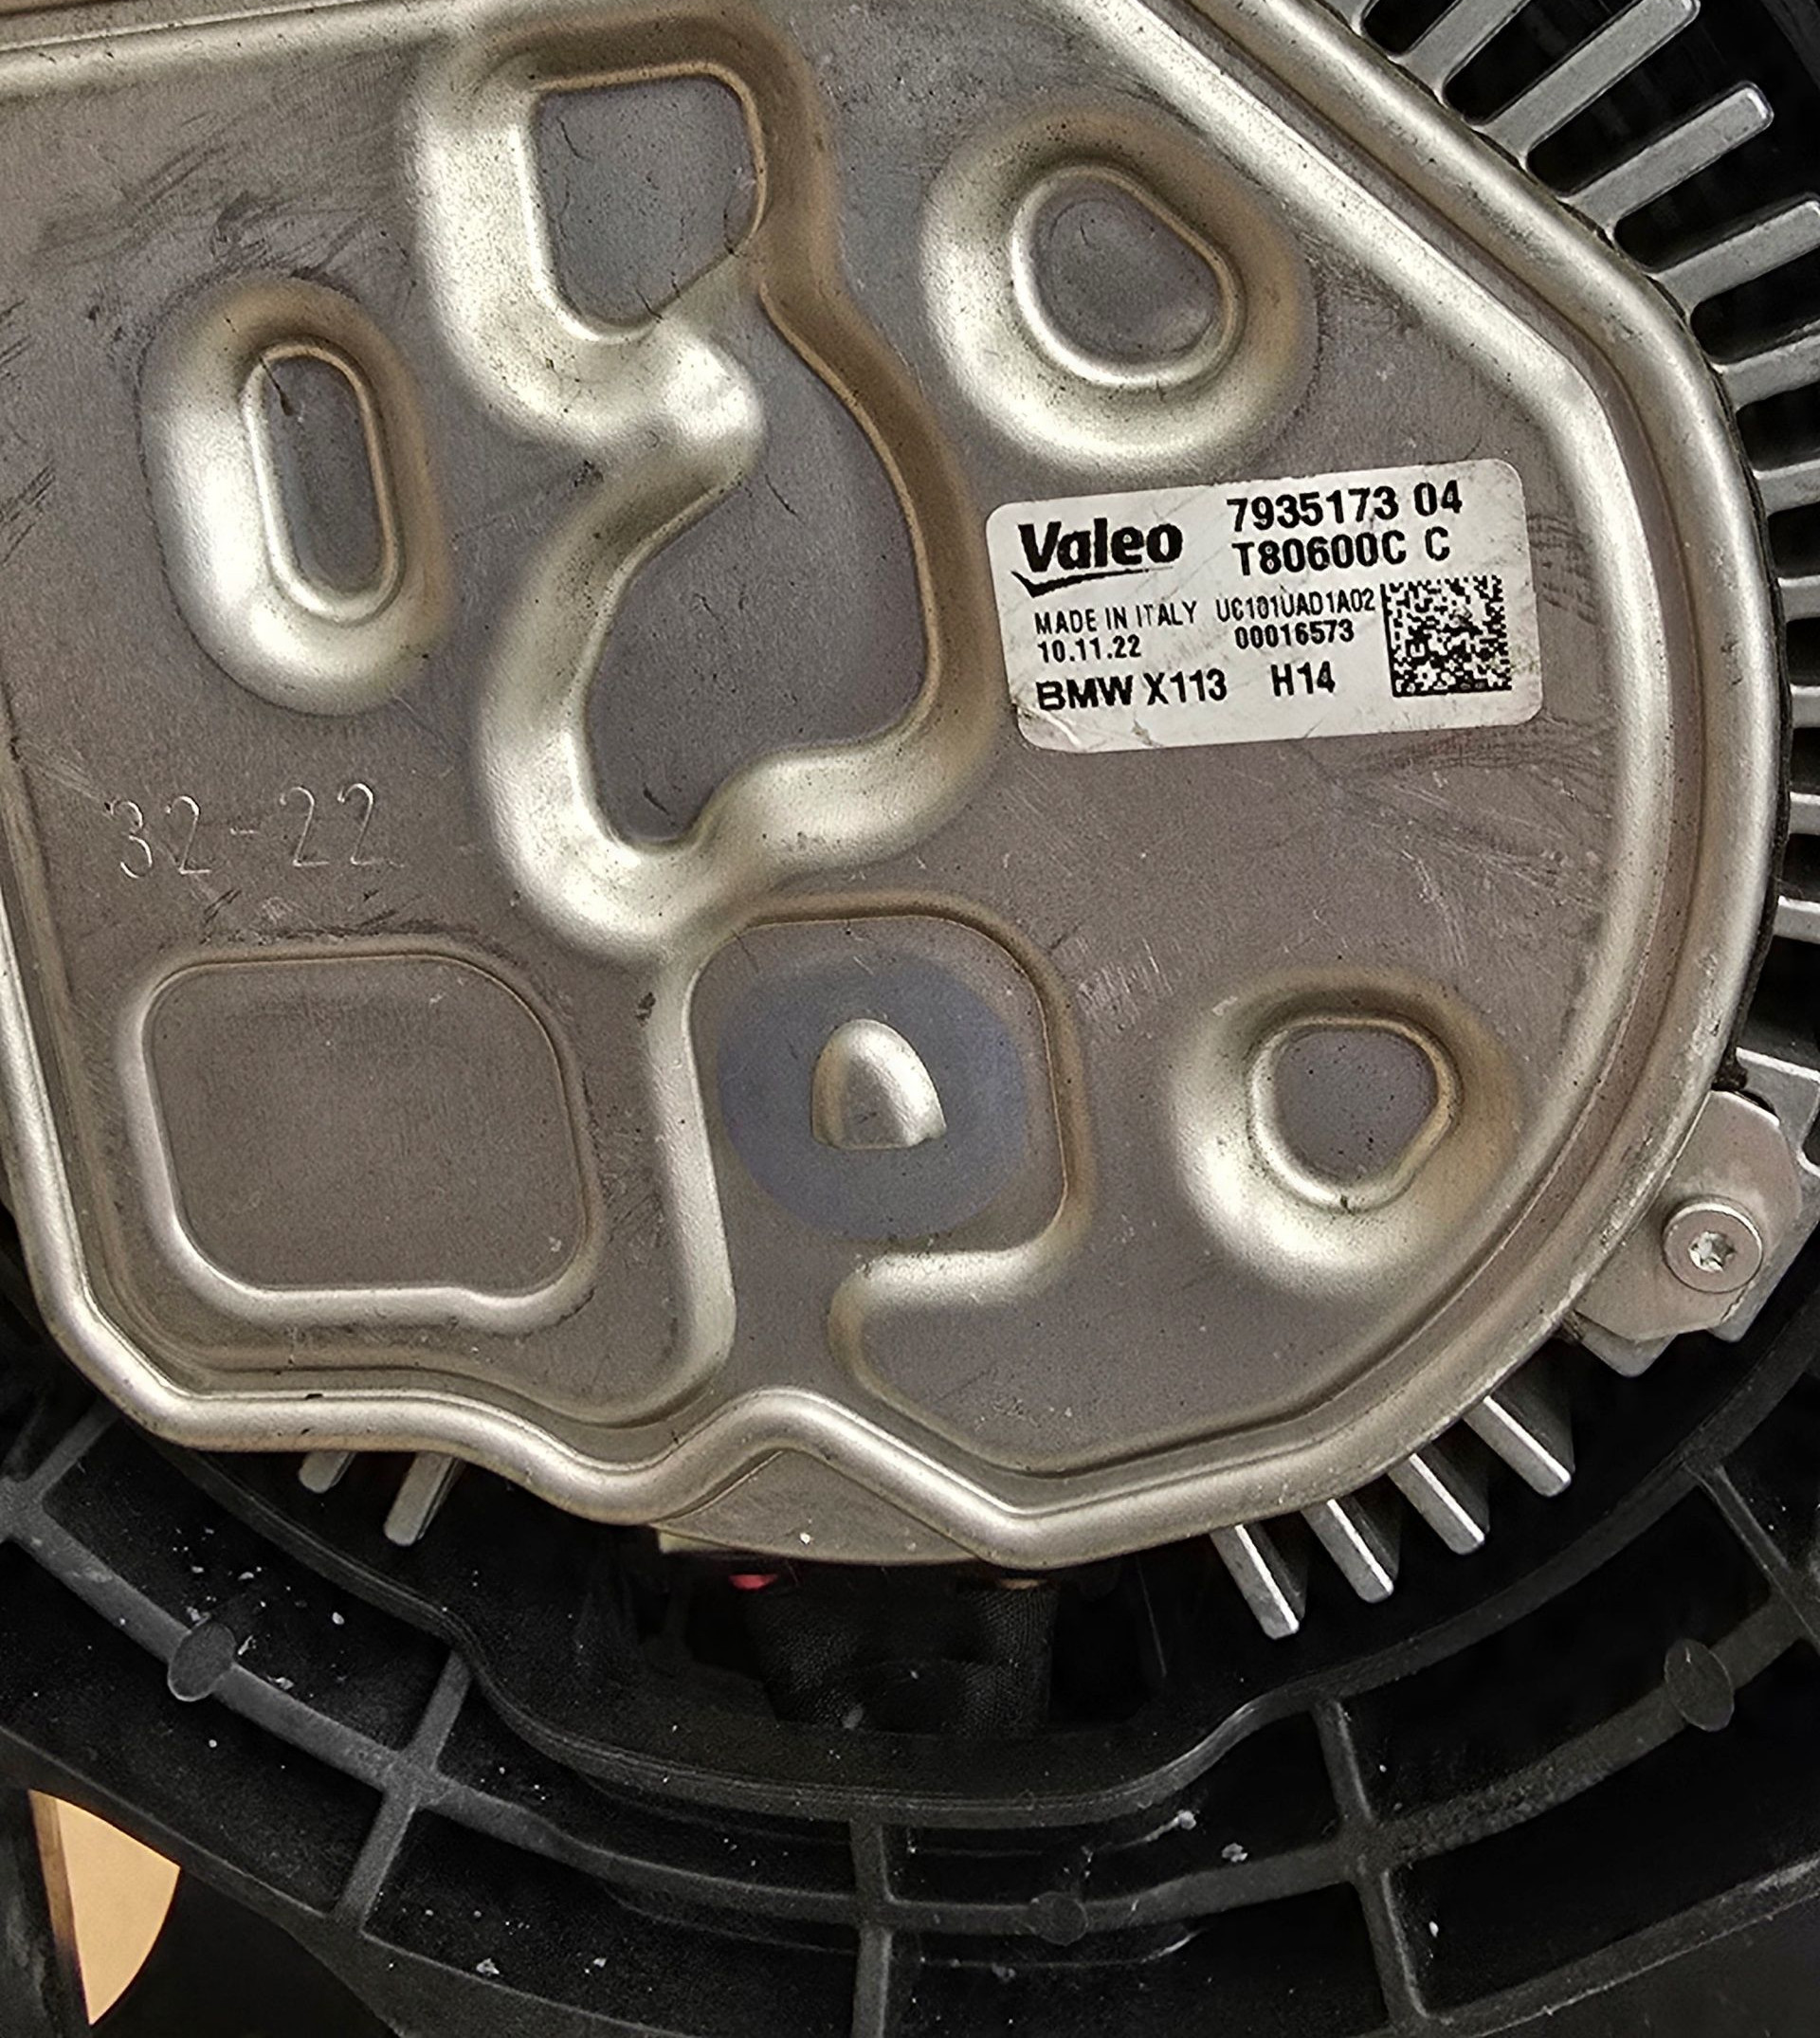 Valeo 7935173 04
T80600C C
MADE IN ITALY UC101UAD1A02
10.11.22 00016573
BMW X113 H14
32-22